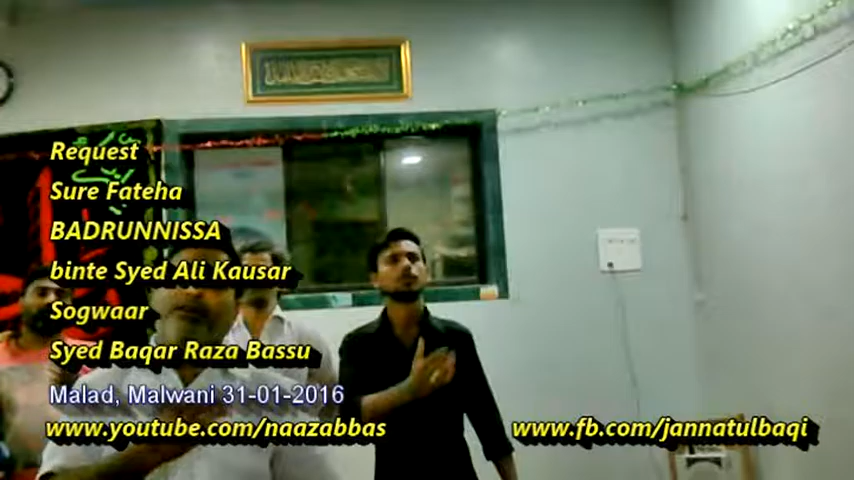 Request
Sure Fateha
BADRUNNISSA
binte Syed Ali Kausar
Sogwaar
Syed Baqar Raza Bassu
Malad, Malwani 31-01-2016
www.youtube.com/naazabbas
www.fb.com/jannatulbaqi